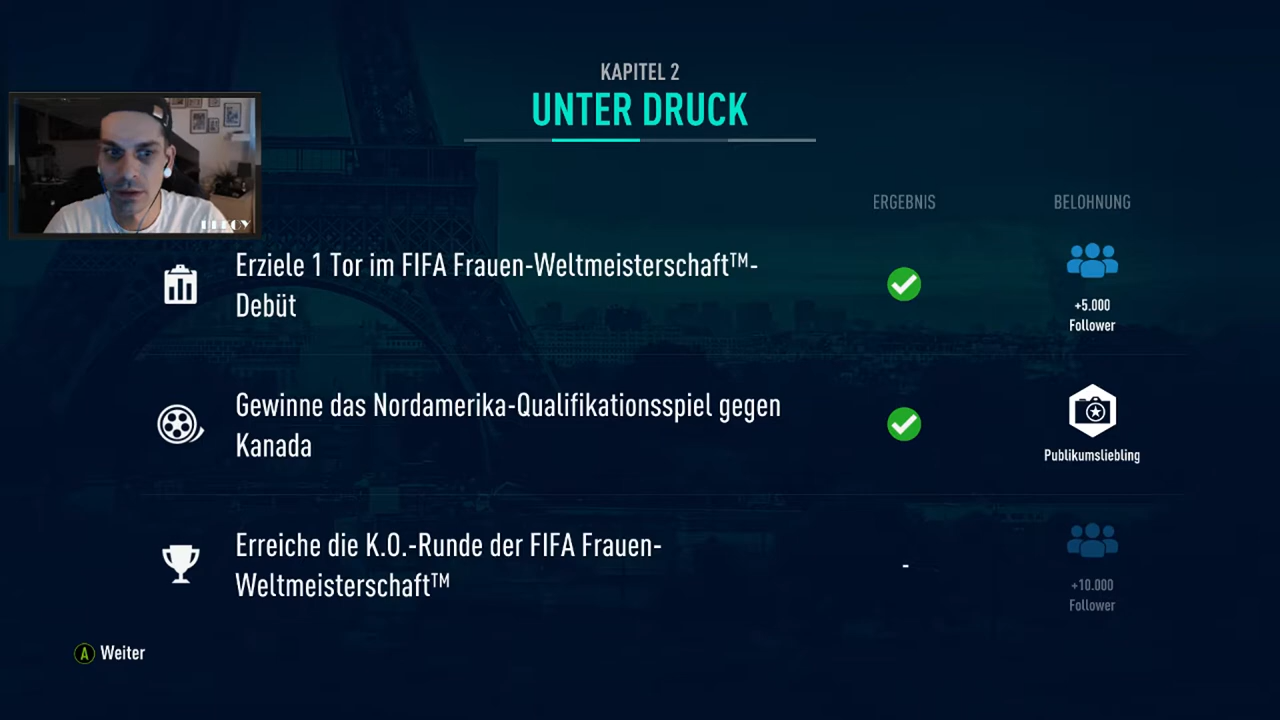 KAPITEL 2
UNTER DRUCK
ERGEBNIS
BELOHNUNG
Erziele 1 Tor im FIFA Frauen-Weltmeisterschaft™-
Debüt
+5.000
Follower
Gewinne das Nordamerika-Qualifikationsspiel gegen
Kanada
Publikumsliebling
Erreiche die K.O.-Runde der FIFA Frauen-
Weltmeisterschaft™
-
+10.000
Follower
A Weiter